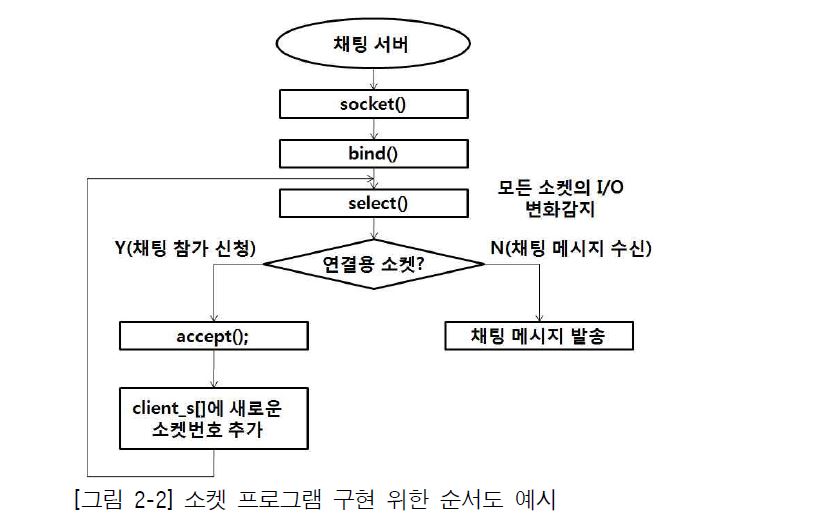 채팅 서버
socket()
bind()
select()
모든 소켓의 I/O
변화감지
Y(채팅 참가 신청)
연결용 소켓?
N(채팅 메시지 수신)
accept();
채팅 메시지 발송
client_s[]에 새로운
소켓번호 추가
[그림 2-2] 소켓 프로그램 구현 위한 순서도 예시